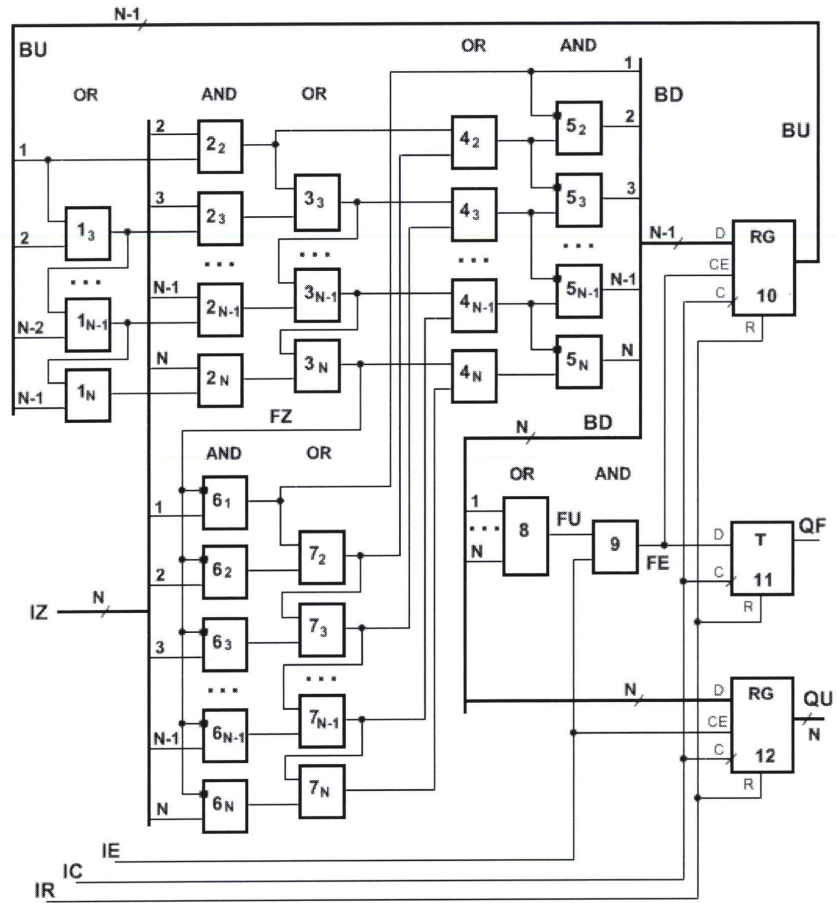 N-1
BU
OR
AND
OR
OR
AND
1
BD
BU
2
2₂
4₂
5₂
2
1
3
2₃
3₃
4₃
5₃
3
1₃
2
N-1
D
RG
CE
10
C
R
N-1
2N-1
3N-1
4N-1
5N-1
N-1
N-2
1N-1
N
2N
3N
4N
5N
N
N-1
1N
FZ
N
BD
AND
OR
OR
AND
1
6₁
1
N
8
FU
9
FE
D
T
QF
C
11
R
2
6₂
7₂
IZ
N
3
6₃
7₃
N-1
6N-1
7N-1
N
D
RG
QU
CE
N
C
12
R
N
6N
7N
IE
IC
IR